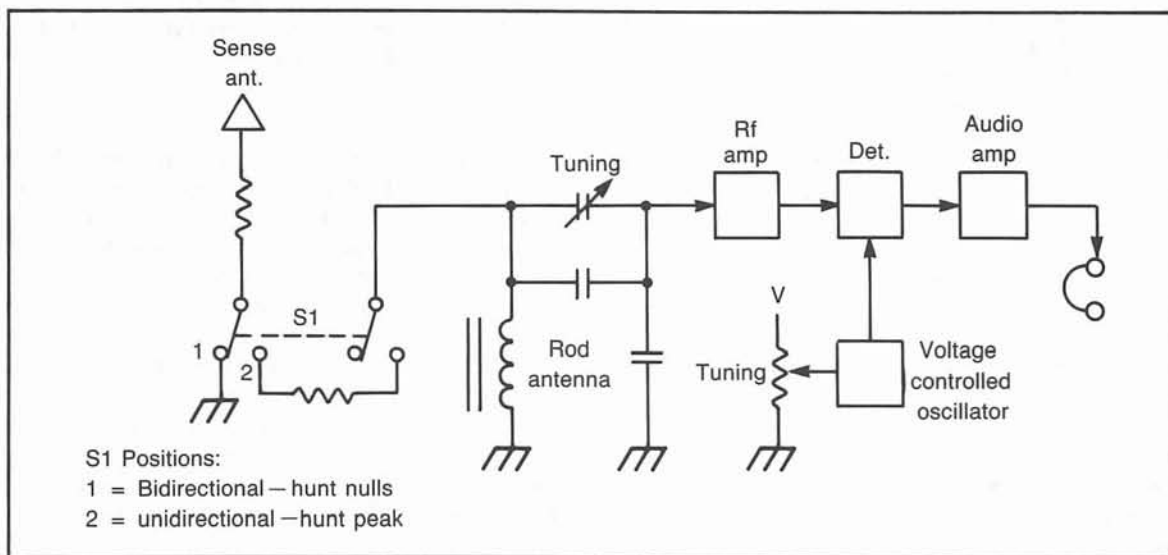 Sense
ant.
Tuning
Rf
amp
Det.
Audio
amp
S1
1
2
Rod
antenna
V
Tuning
Voltage
controlled
oscillator
S1 Positions:
1 = Bidirectional—hunt nulls
2 = unidirectional—hunt peak